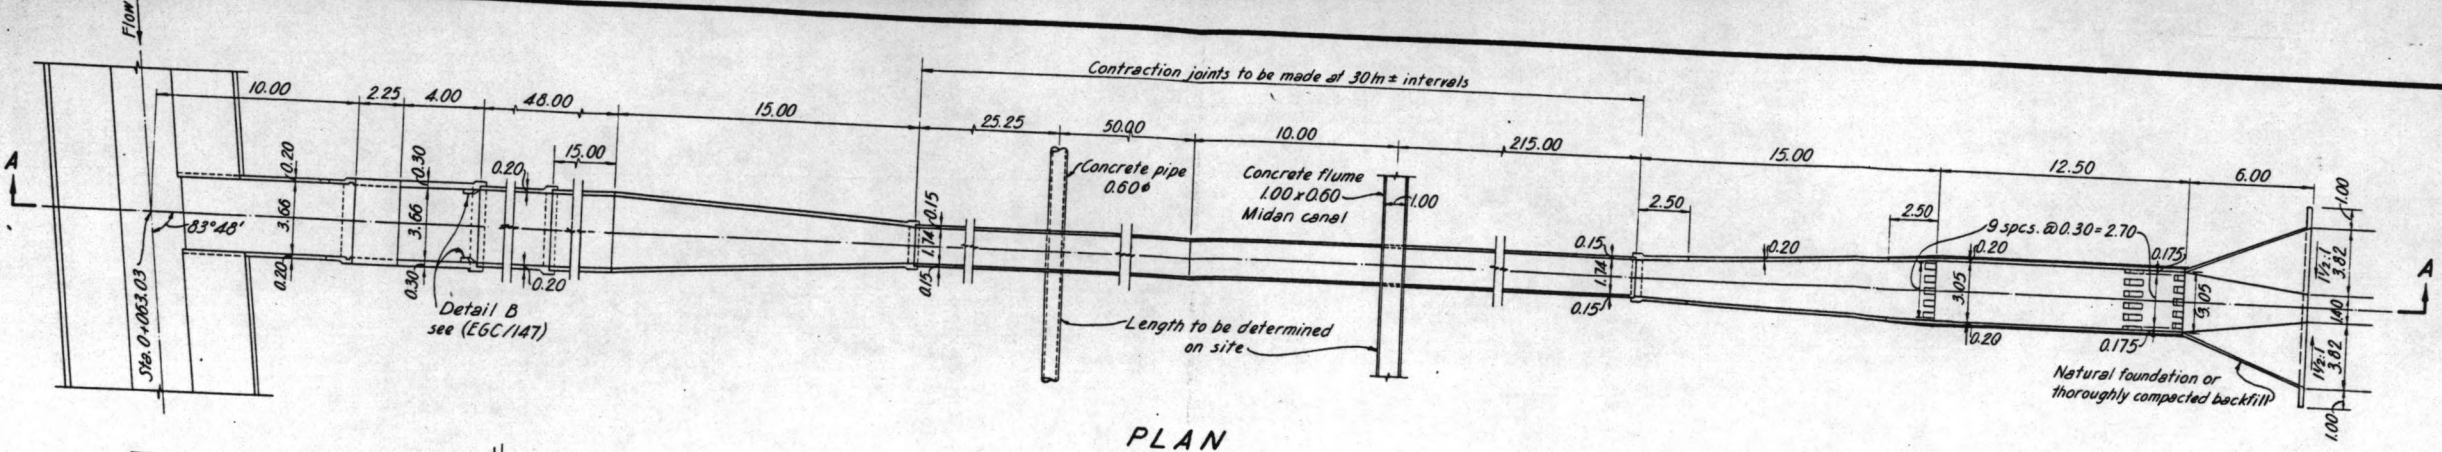 Flow
Contraction joints to be made at 30m ± intervals
10.00
2.25
4.00
48.00
15.00
25.25
50.00
10.00
215.00
15.00
12.50
6.00
A
0.20
0.30
0.20
15.00
Concrete pipe
0.60ϕ
Concrete flume
1.00 x 0.60
Midan canal
1.00
2.50
2.50
9 spcs. @ 0.30 = 2.70
1.00
3.66
3.66
83°48'
0.15
1.74
0.15
0.15
1.74
0.15
0.20
0.20
0.175
3.05
9.05
1½:1
3.82
A
1.40
0.20
0.30
0.20
Sta. 0+063.03
Detail B
see (EGC/147)
Length to be determined
on site
0.20
0.175
1½:1
3.82
Natural foundation or
thoroughly compacted backfill
1.00
PLAN